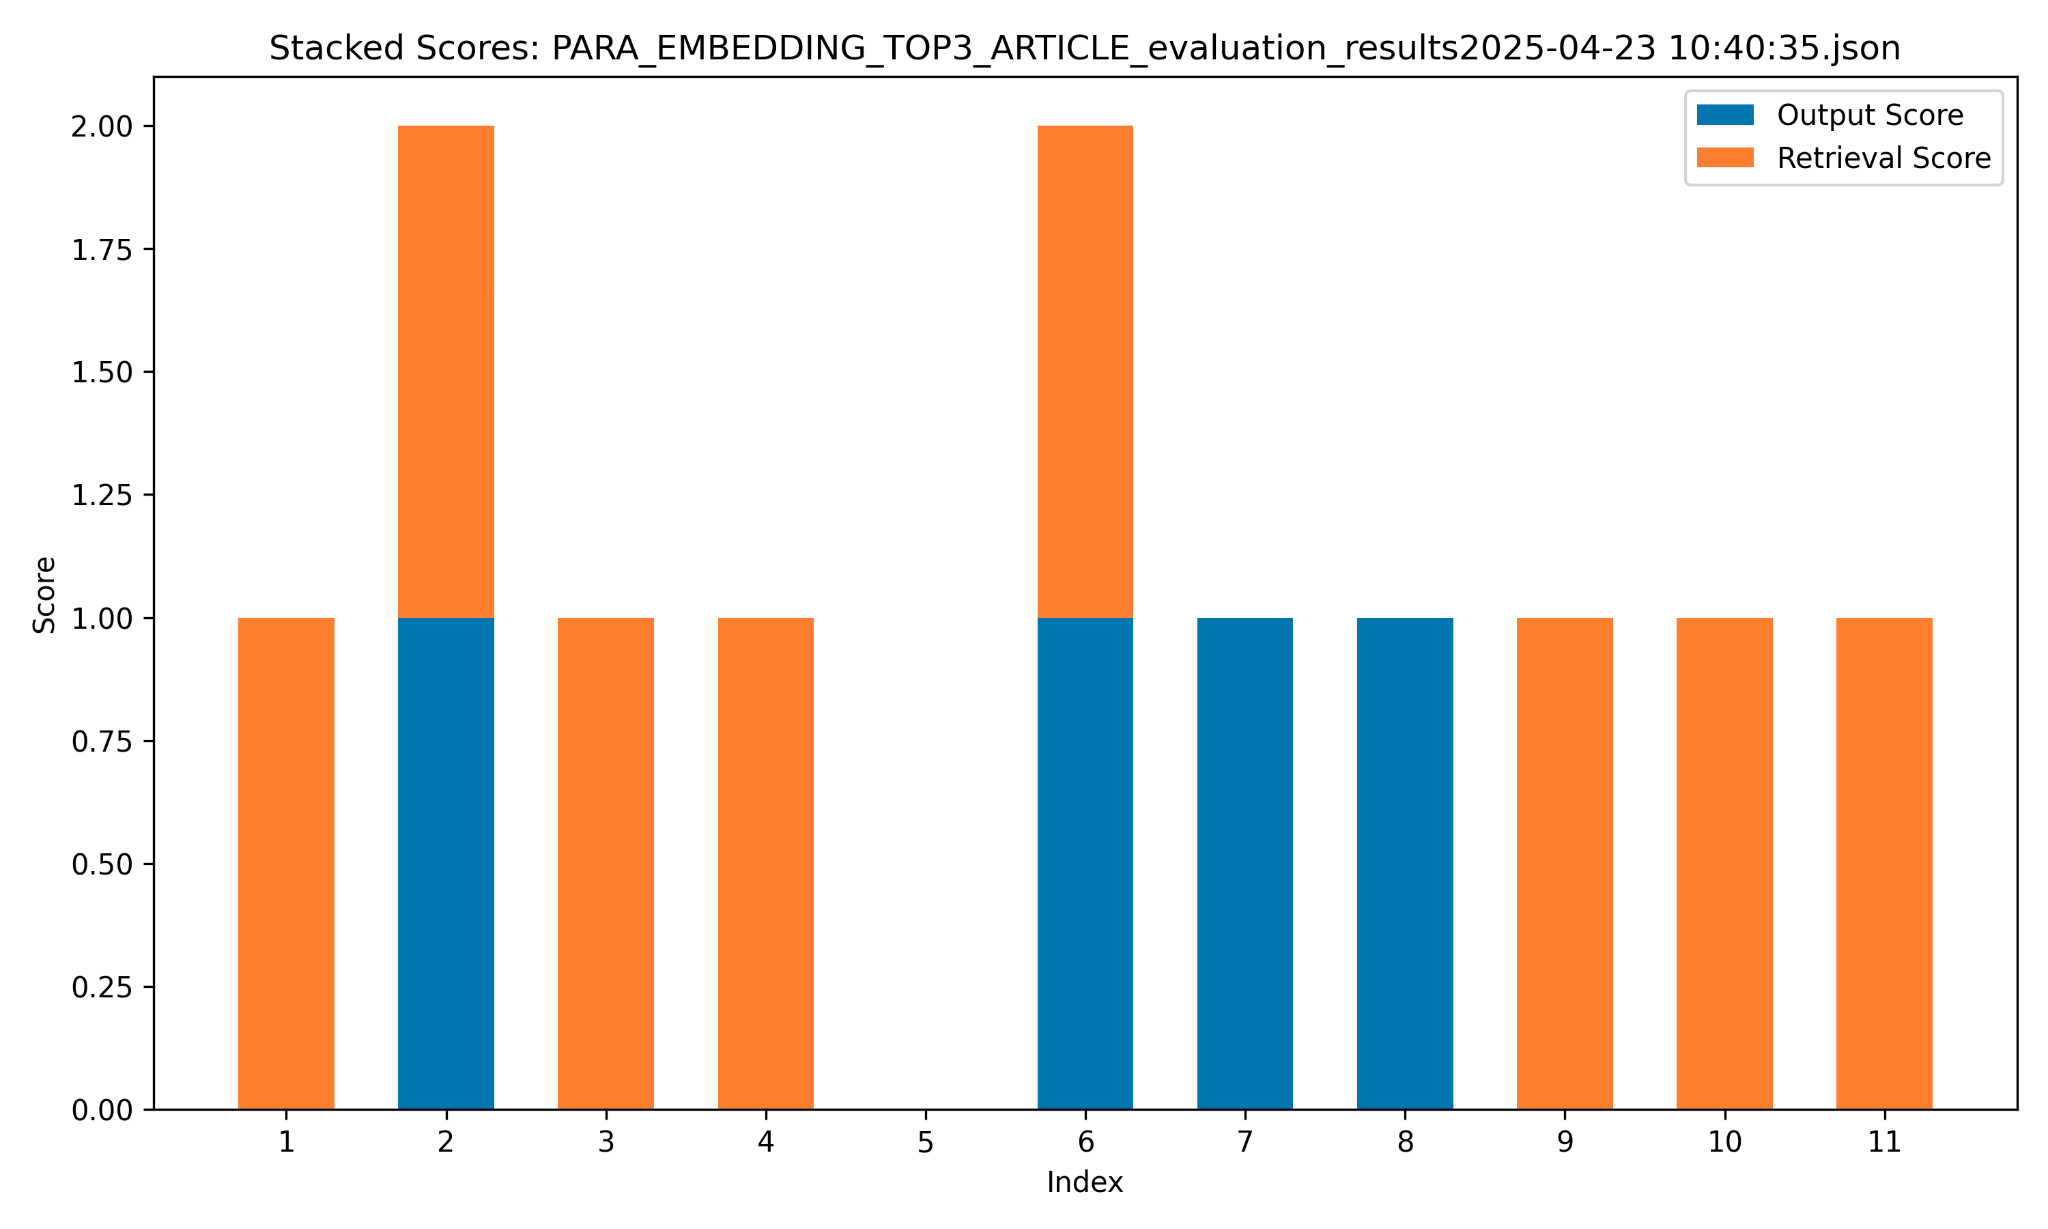 Stacked Scores: PARA_EMBEDDING_TOP3_ARTICLE_evaluation_results2025-04-23 10:40:35.json
Output Score
Retrieval Score
2.00
1.75
1.50
1.25
1.00
0.75
0.50
0.25
0.00
Score
1 2 3 4 5 6 7 8 9 10 11
Index